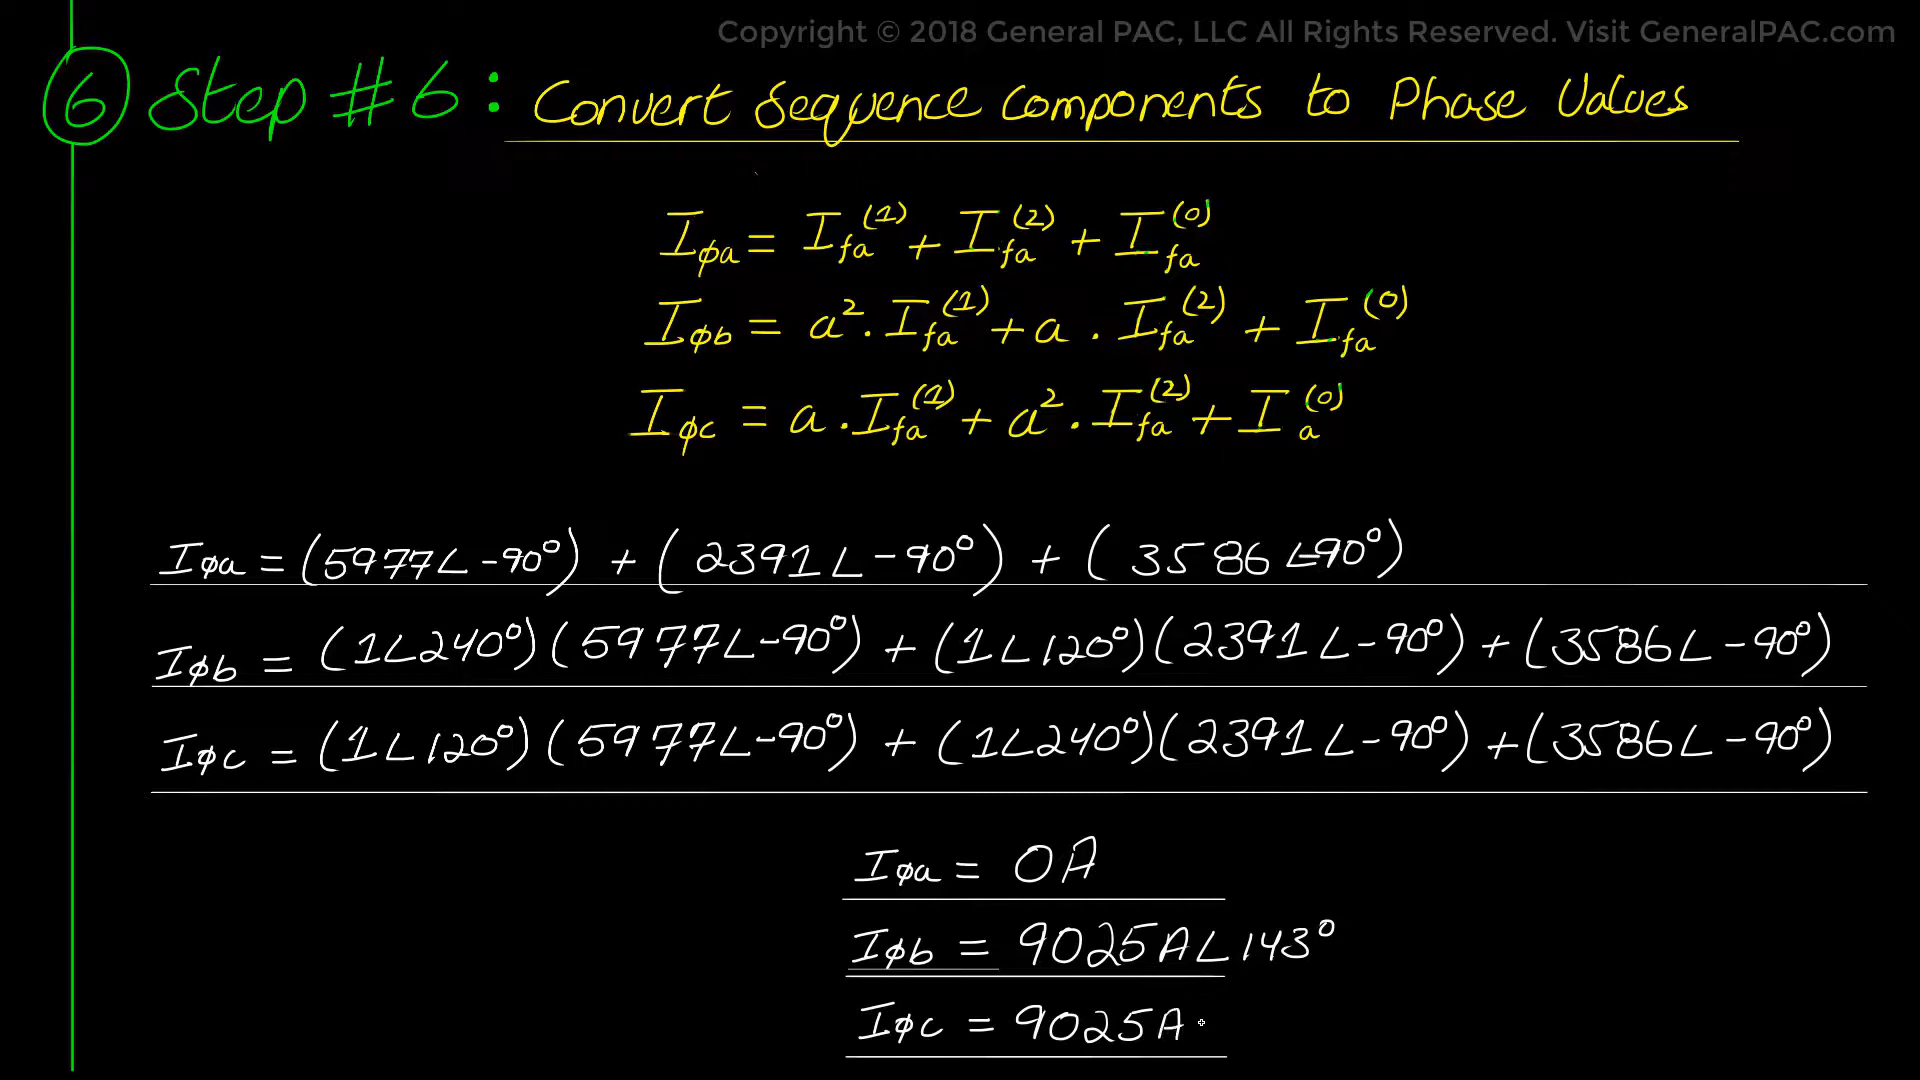 Copyright © 2018 General PAC, LLC All Rights Reserved. Visit GeneralPAC.com
6 Step #6: Convert Sequence Components to Phase Values
Iφa = Ifa^(1) + Ifa^(2) + Ifa^(0)
Iφb = a². Ifa^(1) + a . Ifa^(2) + Ifa^(0)
Iφc = a . Ifa^(1) + a² . Ifa^(2) + Ia^(0)
Iφa = (5977∠-90°) + (2391∠-90°) + (3586∠-90°)
Iφb = (1∠240°)(5977∠-90°) + (1∠120°)(2391∠-90°) + (3586∠-90°)
Iφc = (1∠120°)(5977∠-90°) + (1∠240°)(2391∠-90°) + (3586∠-90°)
Iφa = 0A
Iφb = 9025A∠143°
Iφc = 9025A